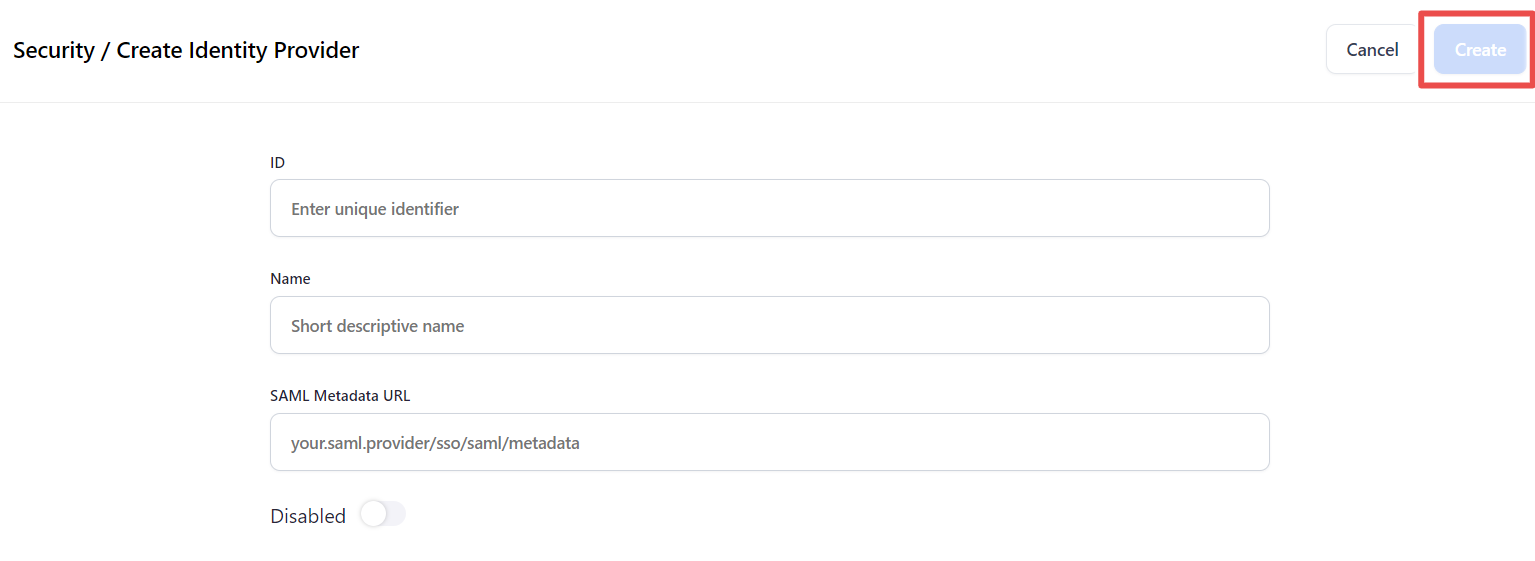 Security / Create Identity Provider
Cancel
Create
ID
Enter unique identifier
Name
Short descriptive name
SAML Metadata URL
your.saml.provider/sso/saml/metadata
Disabled